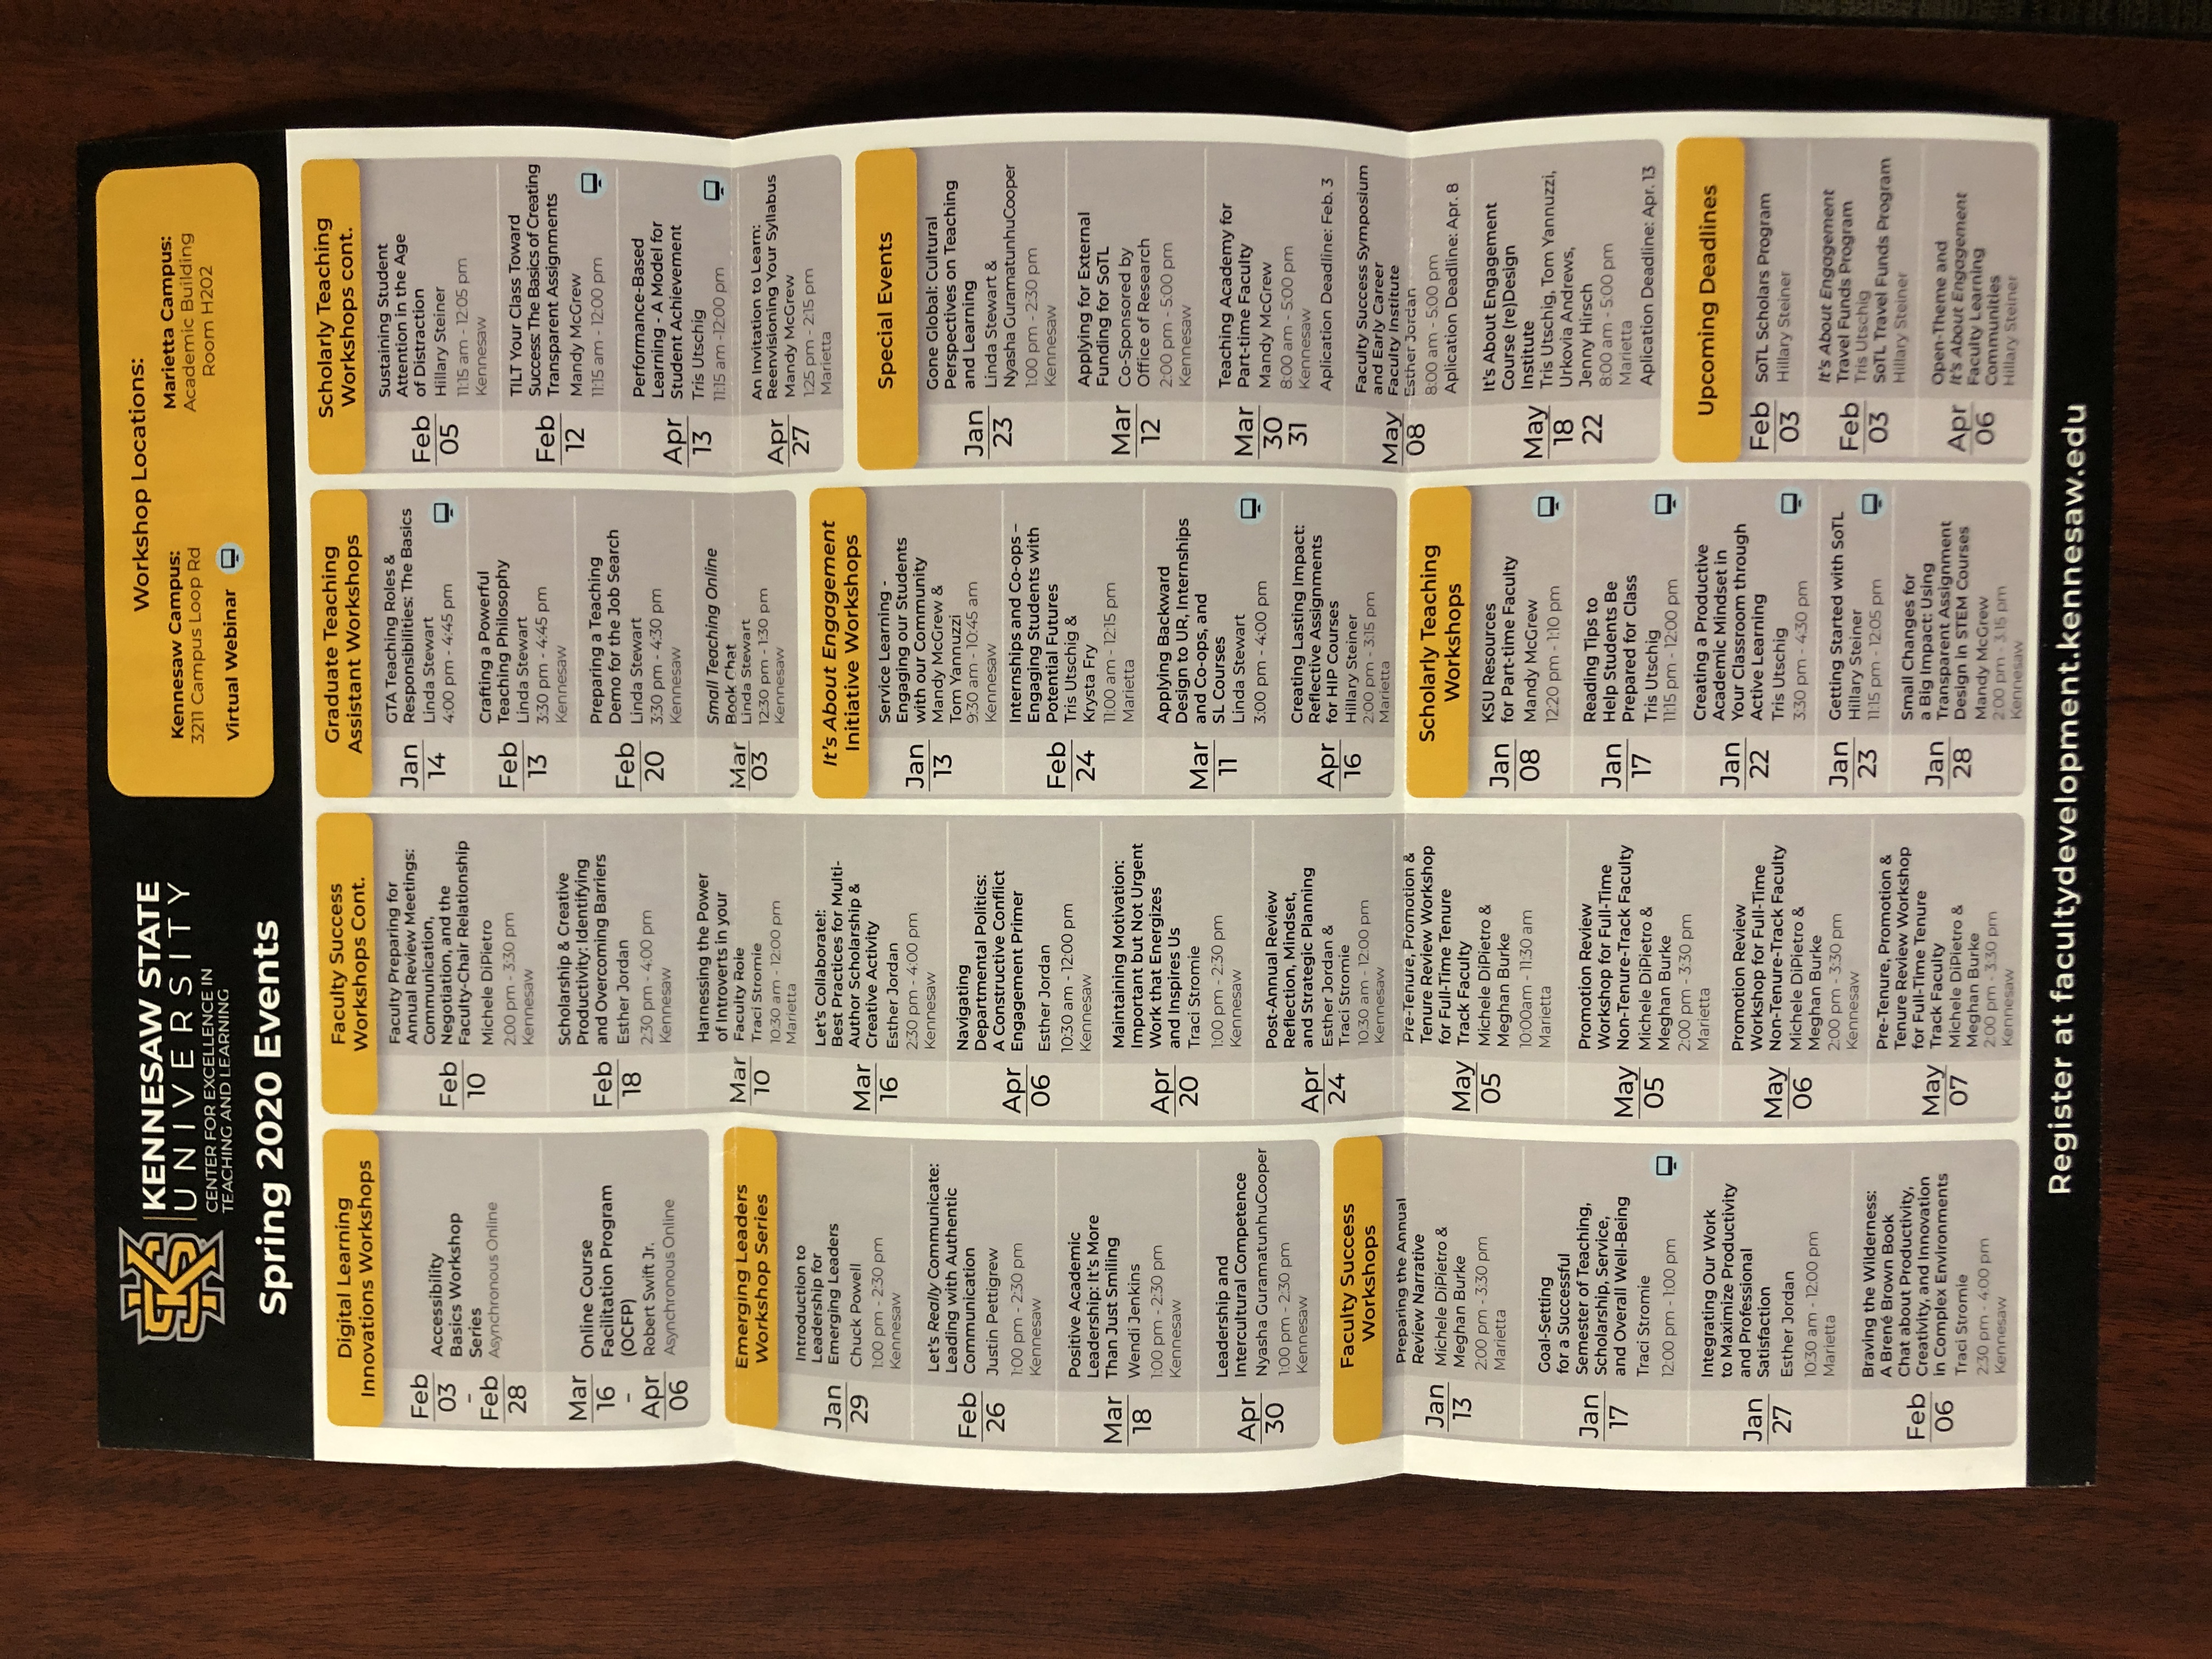 KS
KENNESAW STATE
UNIVERSITY
CENTER FOR EXCELLENCE IN
TEACHING AND LEARNING
Spring 2020 Events
Workshop Locations:
Kennesaw Campus:
3211 Campus Loop Rd
Virtual Webinar
Marietta Campus:
Academic Building
Room H202
Digital Learning
Innovations Workshops
Feb
03
–
Feb
28
Accessibility
Basics Workshop
Series
Asynchronous Online
Mar
16
–
Apr
06
Online Course
Facilitation Program
(OCFP)
Robert Swift Jr.
Asynchronous Online
Emerging Leaders
Workshop Series
Jan
29
Introduction to
Leadership for
Emerging Leaders
Chuck Powell
1:00 pm - 2:30 pm
Kennesaw
Feb
26
Let's Really Communicate:
Leading with Authentic
Communication
Justin Pettigrew
1:00 pm - 2:30 pm
Kennesaw
Mar
18
Positive Academic
Leadership: It's More
Than Just Smiling
Wendi Jenkins
1:00 pm - 2:30 pm
Kennesaw
Apr
30
Leadership and
Intercultural Competence
Nyasha GuramatunhuCooper
1:00 pm - 2:30 pm
Kennesaw
Faculty Success
Workshops
Jan
13
Preparing the Annual
Review Narrative
Michele DiPietro &
Meghan Burke
2:00 pm - 3:30 pm
Marietta
Jan
17
Goal-Setting
for a Successful
Semester of Teaching,
Scholarship, Service,
and Overall Well-Being
Traci Stromie
12:00 pm - 1:00 pm
Jan
27
Integrating Our Work
to Maximize Productivity
and Professional
Satisfaction
Esther Jordan
10:30 am - 12:00 pm
Marietta
Feb
06
Braving the Wilderness:
A Brené Brown Book
Chat about Productivity,
Creativity, and Innovation
in Complex Environments
Traci Stromie
2:30 pm - 4:00 pm
Kennesaw
Faculty Success
Workshops Cont.
Feb
10
Faculty Preparing for
Annual Review Meetings:
Communication,
Negotiation, and the
Faculty-Chair Relationship
Michele DiPietro
2:00 pm - 3:30 pm
Kennesaw
Feb
18
Scholarship & Creative
Productivity: Identifying
and Overcoming Barriers
Esther Jordan
2:30 pm - 4:00 pm
Kennesaw
Mar
10
Harnessing the Power
of Introverts in your
Faculty Role
Traci Stromie
10:30 am - 12:00 pm
Marietta
Mar
16
Let's Collaborate!:
Best Practices for Multi-
Author Scholarship &
Creative Activity
Esther Jordan
2:30 pm - 4:00 pm
Kennesaw
Apr
06
Navigating
Departmental Politics:
A Constructive Conflict
Engagement Primer
Esther Jordan
10:30 am - 12:00 pm
Kennesaw
Apr
20
Maintaining Motivation:
Important but Not Urgent
Work that Energizes
and Inspires Us
Traci Stromie
1:00 pm - 2:30 pm
Kennesaw
Apr
24
Post-Annual Review
Reflection, Mindset,
and Strategic Planning
Esther Jordan &
Traci Stromie
10:30 am - 12:00 pm
Kennesaw
May
05
Pre-Tenure, Promotion &
Tenure Review Workshop
for Full-Time Tenure
Track Faculty
Michele DiPietro &
Meghan Burke
10:00am - 11:30 am
Marietta
May
05
Promotion Review
Workshop for Full-Time
Non-Tenure-Track Faculty
Michele DiPietro &
Meghan Burke
2:00 pm - 3:30 pm
Marietta
May
06
Promotion Review
Workshop for Full-Time
Non-Tenure-Track Faculty
Michele DiPietro &
Meghan Burke
2:00 pm - 3:30 pm
Kennesaw
May
07
Pre-Tenure, Promotion &
Tenure Review Workshop
for Full-Time Tenure
Track Faculty
Michele DiPietro &
Meghan Burke
2:00 pm - 3:30 pm
Kennesaw
Graduate Teaching
Assistant Workshops
Jan
14
GTA Teaching Roles &
Responsibilities: The Basics
Linda Stewart
4:00 pm - 4:45 pm
Feb
13
Crafting a Powerful
Teaching Philosophy
Linda Stewart
3:30 pm - 4:45 pm
Kennesaw
Feb
20
Preparing a Teaching
Demo for the Job Search
Linda Stewart
3:30 pm - 4:30 pm
Kennesaw
Mar
03
Small Teaching Online
Book Chat
Linda Stewart
12:30 pm - 1:30 pm
Kennesaw
It's About Engagement
Initiative Workshops
Jan
13
Service Learning -
Engaging our Students
with our Community
Mandy McGrew &
Tom Yannuzzi
9:30 am - 10:45 am
Kennesaw
Feb
24
Internships and Co-ops –
Engaging Students with
Potential Futures
Tris Utschig &
Krysta Fry
11:00 am - 12:15 pm
Marietta
Mar
11
Applying Backward
Design to UR, Internships
and Co-ops, and
SL Courses
Linda Stewart
3:00 pm - 4:00 pm
Apr
16
Creating Lasting Impact:
Reflective Assignments
for HIP Courses
Hillary Steiner
2:00 pm - 3:15 pm
Marietta
Scholarly Teaching
Workshops
Jan
08
KSU Resources
for Part-time Faculty
Mandy McGrew
12:20 pm - 1:10 pm
Jan
17
Reading Tips to
Help Students Be
Prepared for Class
Tris Utschig
11:15 pm - 12:00 pm
Jan
22
Creating a Productive
Academic Mindset in
Your Classroom through
Active Learning
Tris Utschig
3:30 pm - 4:30 pm
Jan
23
Getting Started with SoTL
Hillary Steiner
11:15 pm - 12:05 pm
Jan
28
Small Changes for
a Big Impact: Using
Transparent Assignment
Design in STEM Courses
Mandy McGrew
2:00 pm - 3:15 pm
Kennesaw
Scholarly Teaching
Workshops cont.
Feb
05
Sustaining Student
Attention in the Age
of Distraction
Hillary Steiner
11:15 am - 12:05 pm
Kennesaw
Feb
12
TILT Your Class Toward
Success: The Basics of Creating
Transparent Assignments
Mandy McGrew
11:15 am - 12:00 pm
Apr
13
Performance-Based
Learning - A Model for
Student Achievement
Tris Utschig
11:15 am -12:00 pm
Apr
27
An Invitation to Learn:
Reenvisioning Your Syllabus
Mandy McGrew
1:25 pm - 2:15 pm
Marietta
Special Events
Jan
23
Gone Global: Cultural
Perspectives on Teaching
and Learning
Linda Stewart &
Nyasha GuramatunhuCooper
1:00 pm - 2:30 pm
Kennesaw
Mar
12
Applying for External
Funding for SoTL
Co-Sponsored by
Office of Research
2:00 pm - 5:00 pm
Kennesaw
Mar
30
31
Teaching Academy for
Part-time Faculty
Mandy McGrew
8:00 am - 5:00 pm
Kennesaw
Aplication Deadline: Feb. 3
May
08
Faculty Success Symposium
and Early Career
Faculty Institute
Esther Jordan
8:00 am - 5:00 pm
Aplication Deadline: Apr. 8
May
18
22
It's About Engagement
Course (re)Design
Institute
Tris Utschig, Tom Yannuzzi,
Urkovia Andrews,
Jenny Hirsch
8:00 am - 5:00 pm
Marietta
Aplication Deadline: Apr. 13
Upcoming Deadlines
Feb
03
SoTL Scholars Program
Hillary Steiner
Feb
03
It's About Engagement
Travel Funds Program
Tris Utschig
SoTL Travel Funds Program
Hillary Steiner
Apr
06
Open-Theme and
It's About Engagement
Faculty Learning
Communities
Hillary Steiner
Register at facultydevelopment.kennesaw.edu